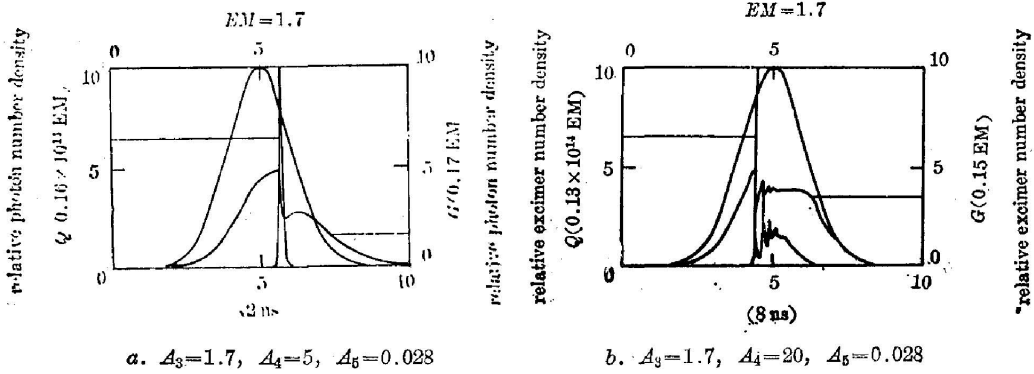 EM=1.7
0 5 10
relative photon number density
Q 0.16×10¹⁴ EM
10
5
0
10
5
0
G(0.17 EM
relative photon number density
0 5 10
(2 ns
a. A₃=1.7, A₄=5, A₅=0.028
EM=1.7
0 5 10
relative excimer number density
Q(0.13×10¹⁴ EM)
10
5
0
10
5
0
G(0.15 EM)
relative excimer number density
5 10
(8 ns)
b. A₃=1.7, A₄=20, A₅=0.028